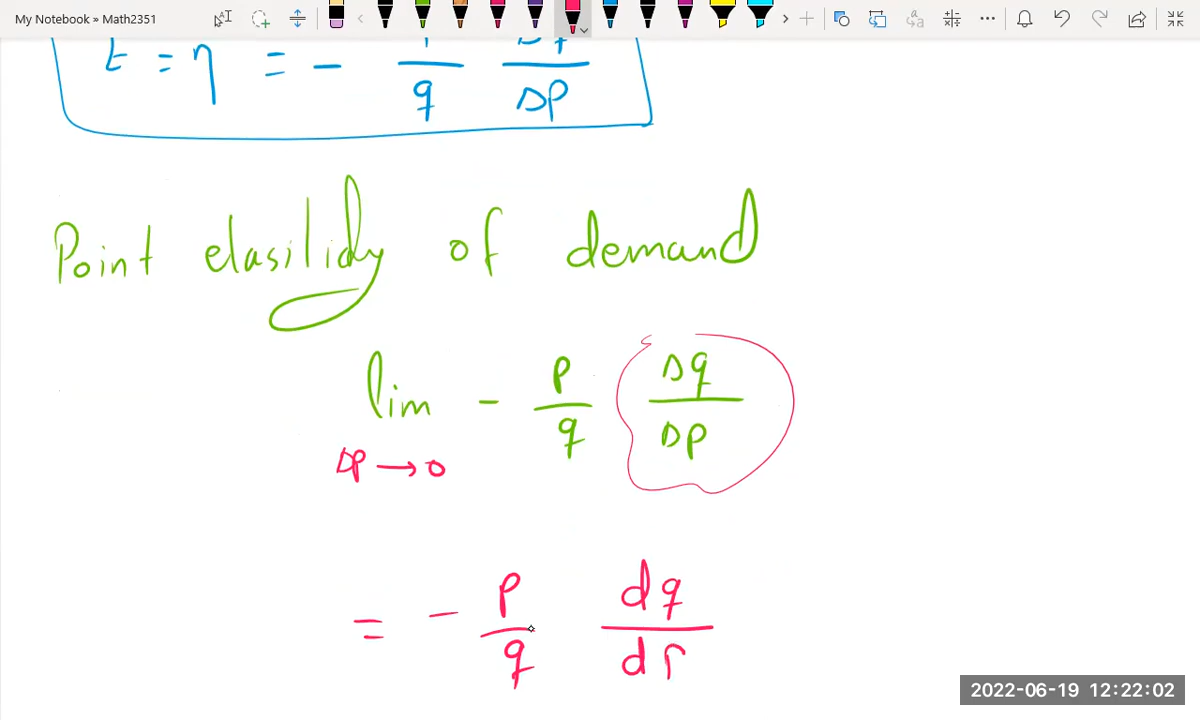 My Notebook » Math2351
E = η = - P/q Δq/ΔP
Point elasilidy of demand
lim - P/q Δq/ΔP
ΔP → 0
= - P/q dq/dP
2022-06-19 12:22:02